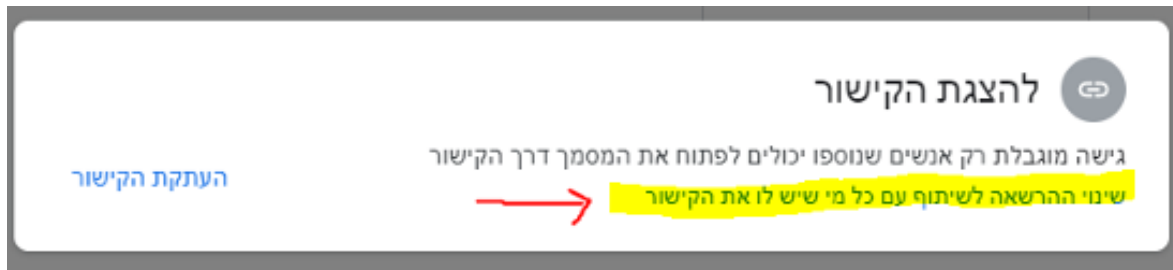 להצגת הקישור
גישה מוגבלת רק אנשים שנוספו יכולים לפתוח את המסמך דרך הקישור
שינוי ההרשאה לשיתוף עם כל מי שיש לו את הקישור
העתקת הקישור